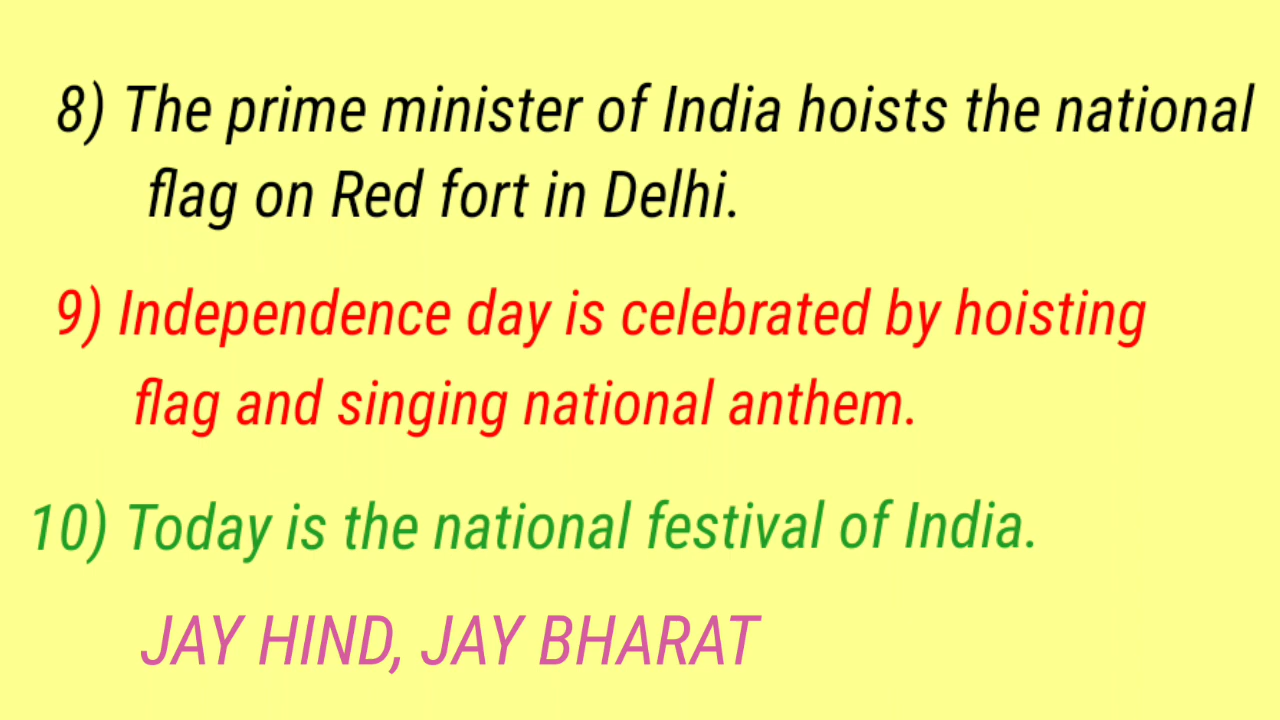 8) The prime minister of India hoists the national
flag on Red fort in Delhi.
9) Independence day is celebrated by hoisting
flag and singing national anthem.
10) Today is the national festival of India.
JAY HIND, JAY BHARAT